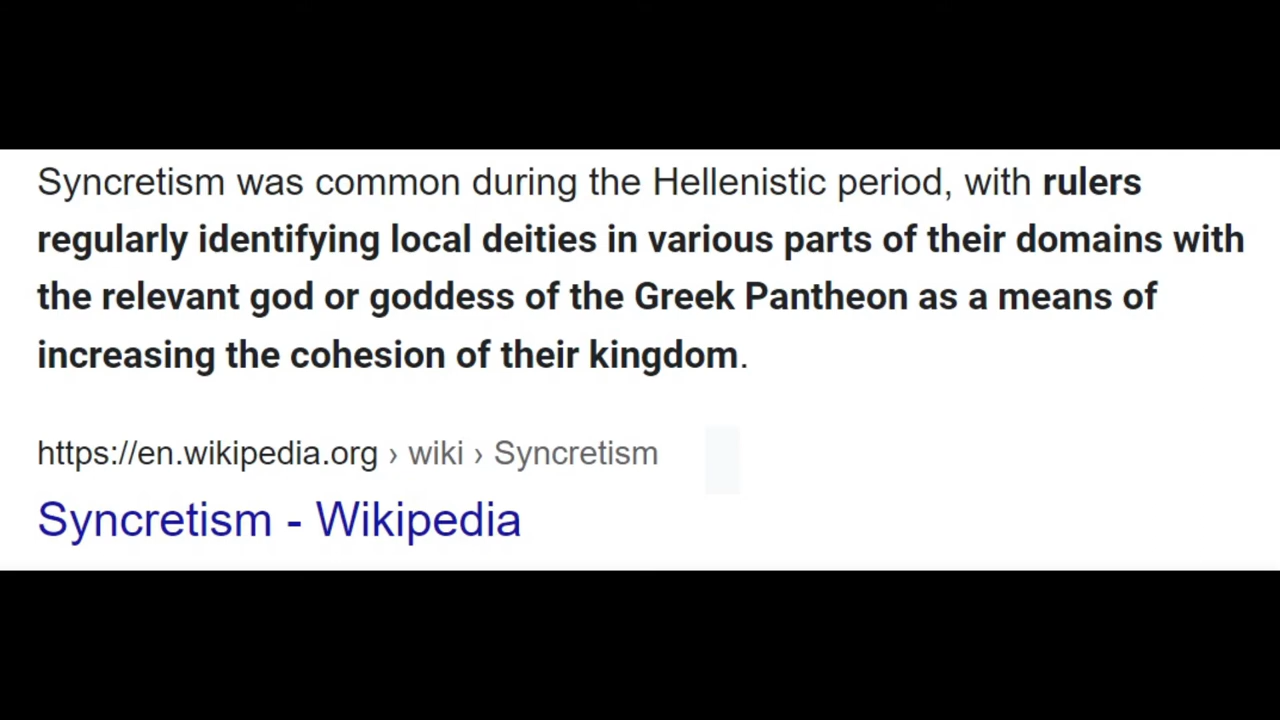 Syncretism was common during the Hellenistic period, with rulers
regularly identifying local deities in various parts of their domains with
the relevant god or goddess of the Greek Pantheon as a means of
increasing the cohesion of their kingdom.
https://en.wikipedia.org › wiki › Syncretism
Syncretism - Wikipedia